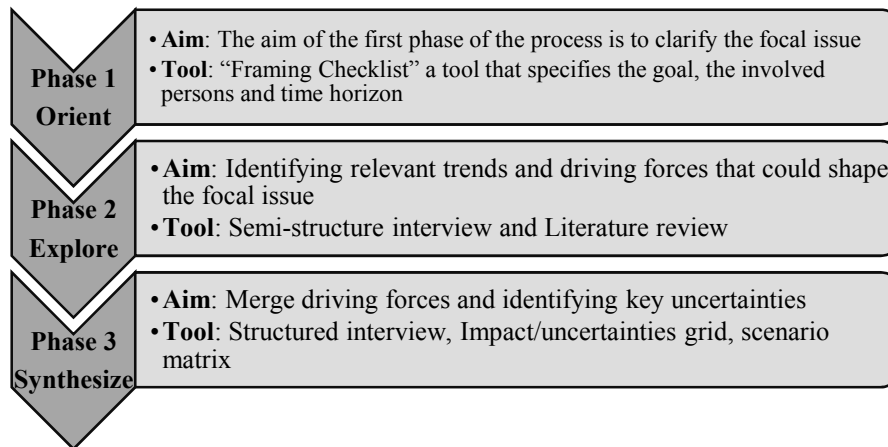 Phase 1
Orient
• Aim: The aim of the first phase of the process is to clarify the focal issue
• Tool: “Framing Checklist” a tool that specifies the goal, the involved
persons and time horizon
Phase 2
Explore
• Aim: Identifying relevant trends and driving forces that could shape
the focal issue
• Tool: Semi-structure interview and Literature review
Phase 3
Synthesize
• Aim: Merge driving forces and identifying key uncertainties
• Tool: Structured interview, Impact/uncertainties grid, scenario
matrix